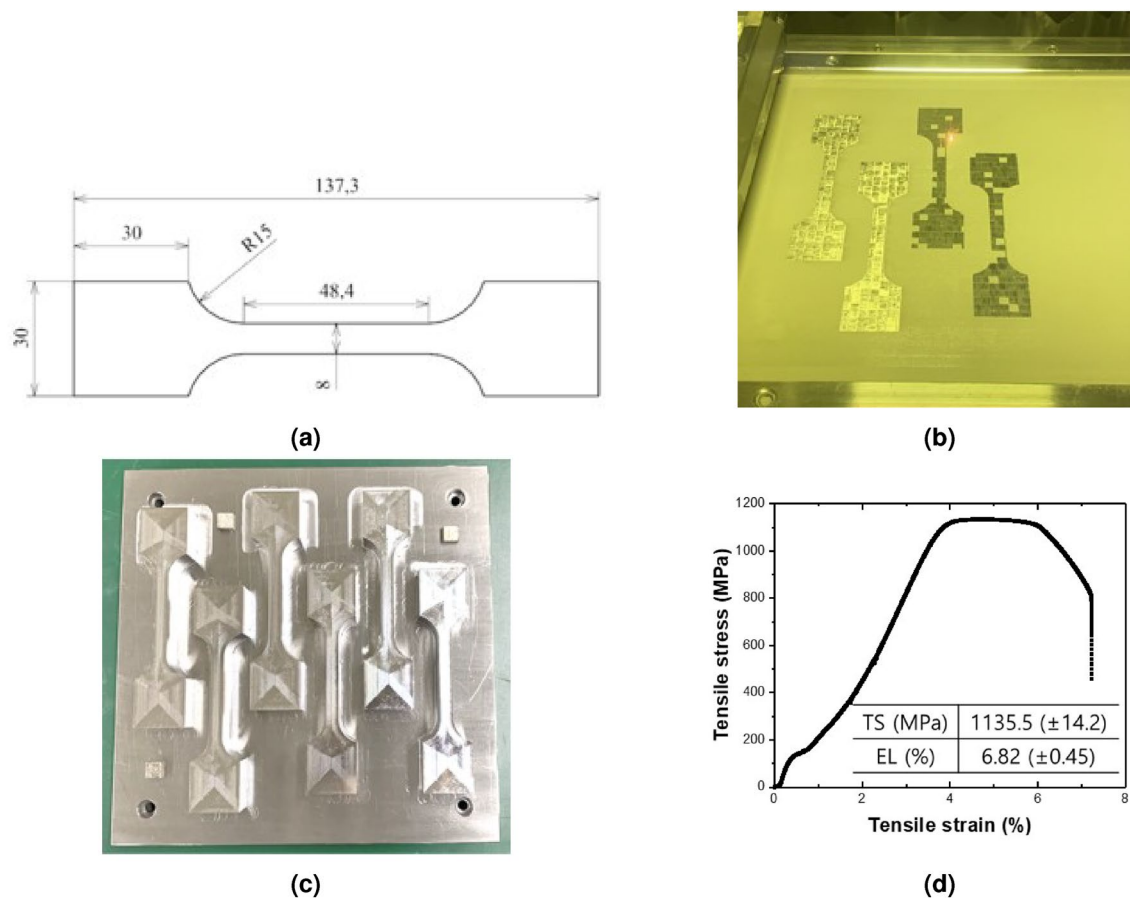 137,3
30
R15
48,4
30
8
(a)
(b)
(c)
1200
1000
800
600
400
200
0
Tensile stress (MPa)
TS (MPa) 1135.5 (±14.2)
EL (%) 6.82 (±0.45)
0 2 4 6 8
Tensile strain (%)
(d)